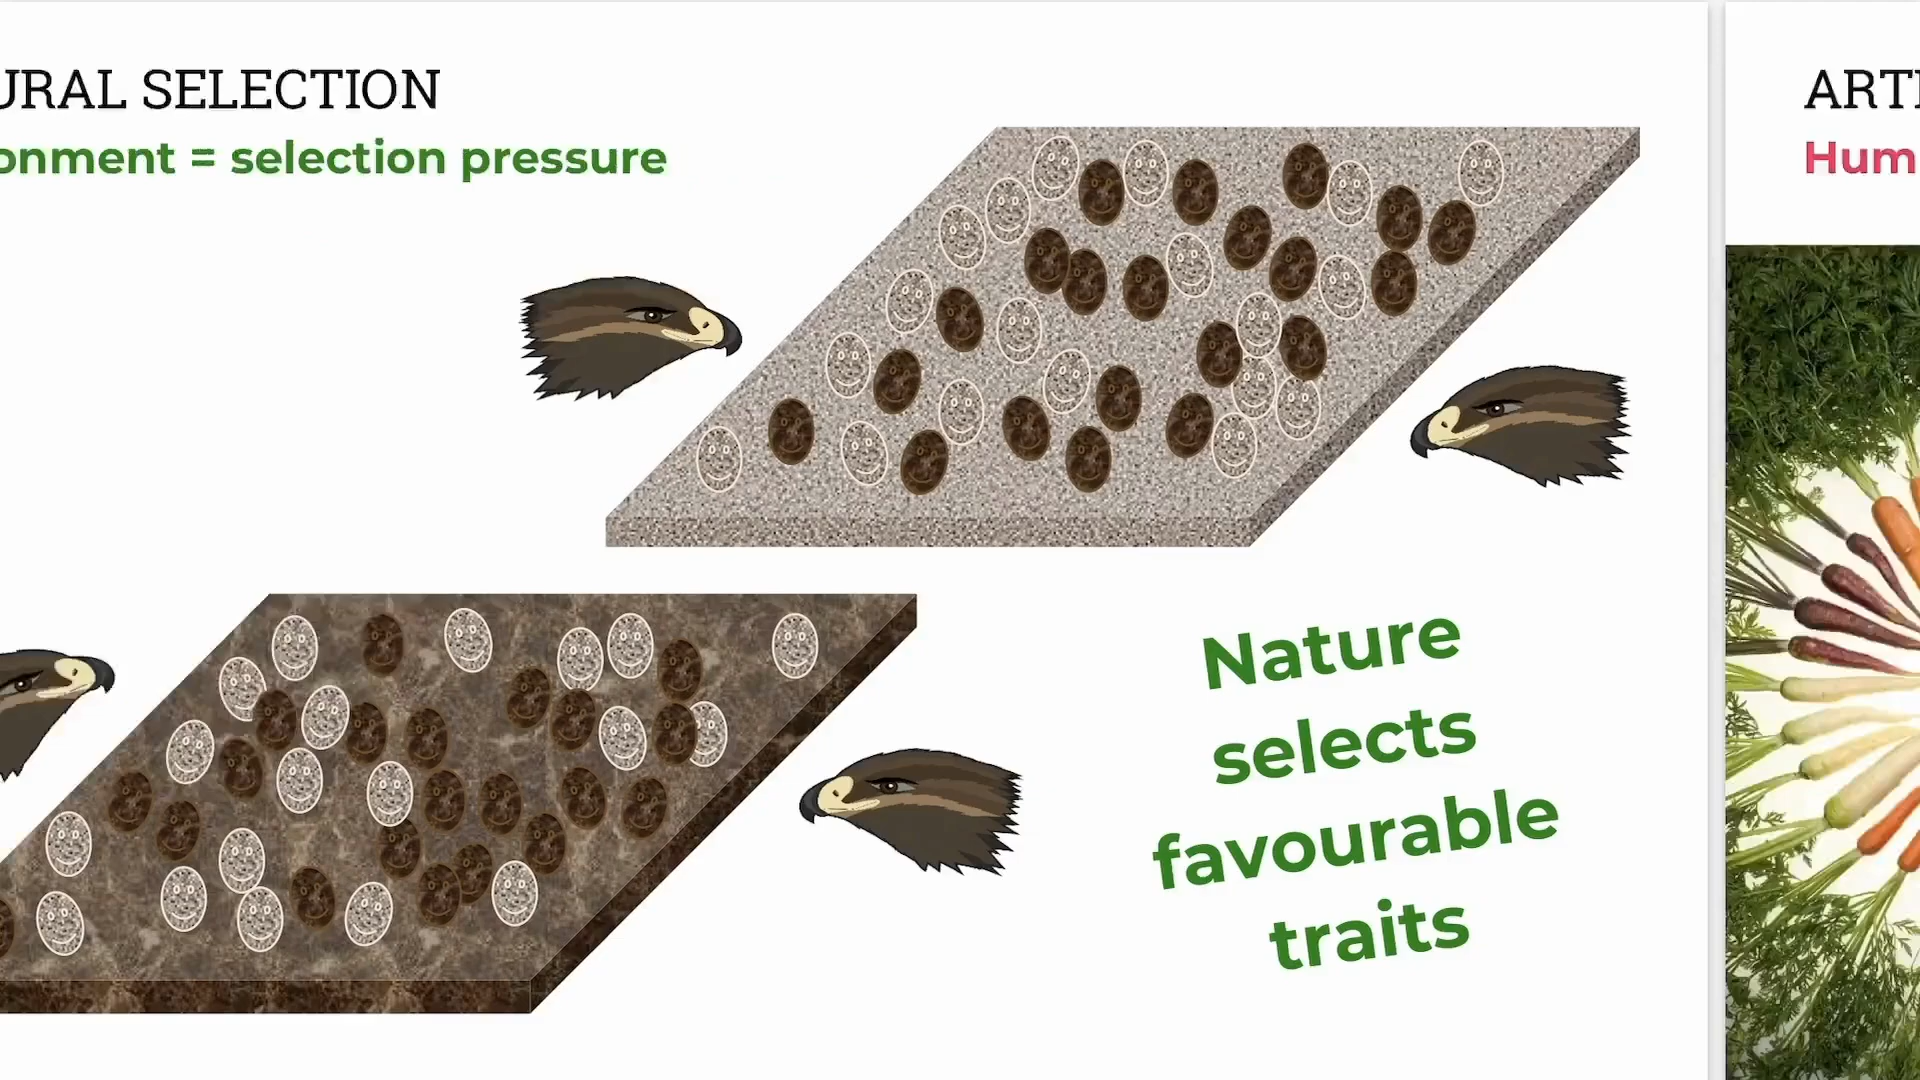 URAL SELECTION
onment = selection pressure
Nature
selects
favourable
traits
ARTI
Hum